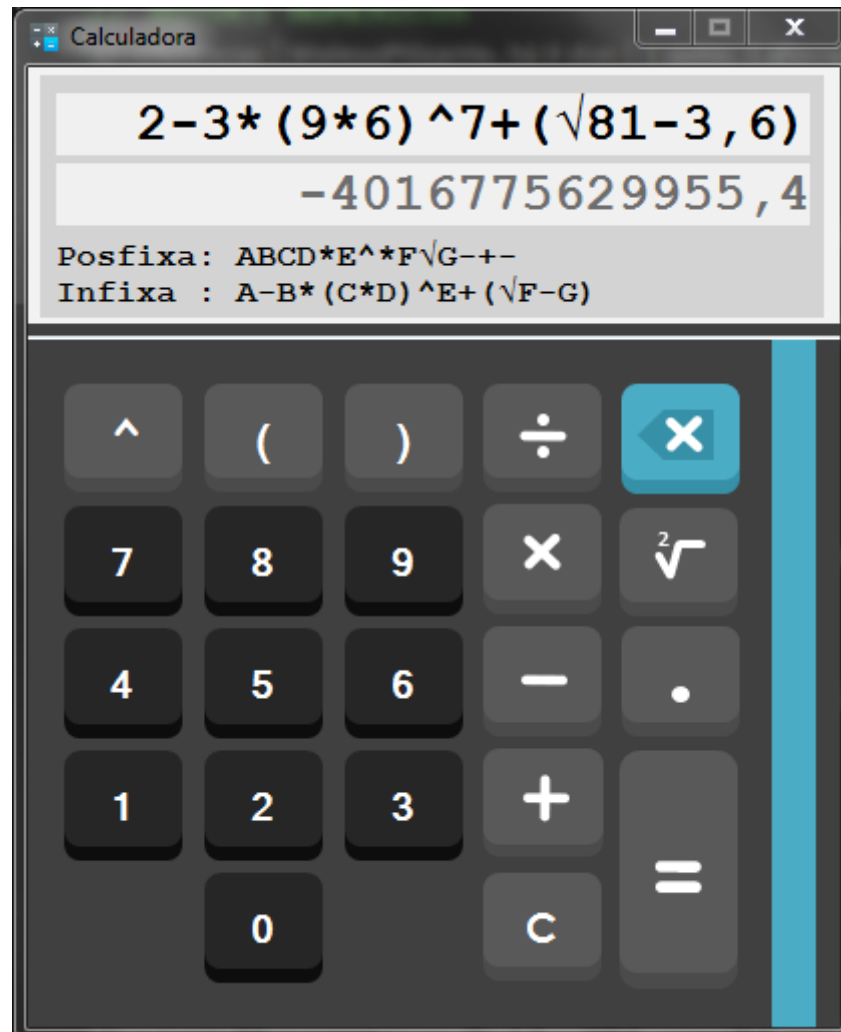 Calculadora
2-3*(9*6)^7+(√81-3,6)
-4016775629955,4
Posfixa: ABCD*E^*F√G-+-
Infixa : A-B*(C*D)^E+(√F-G)
^ ( ) ÷ ×
7 8 9 × 2√
4 5 6 - .
1 2 3 + =
0 C